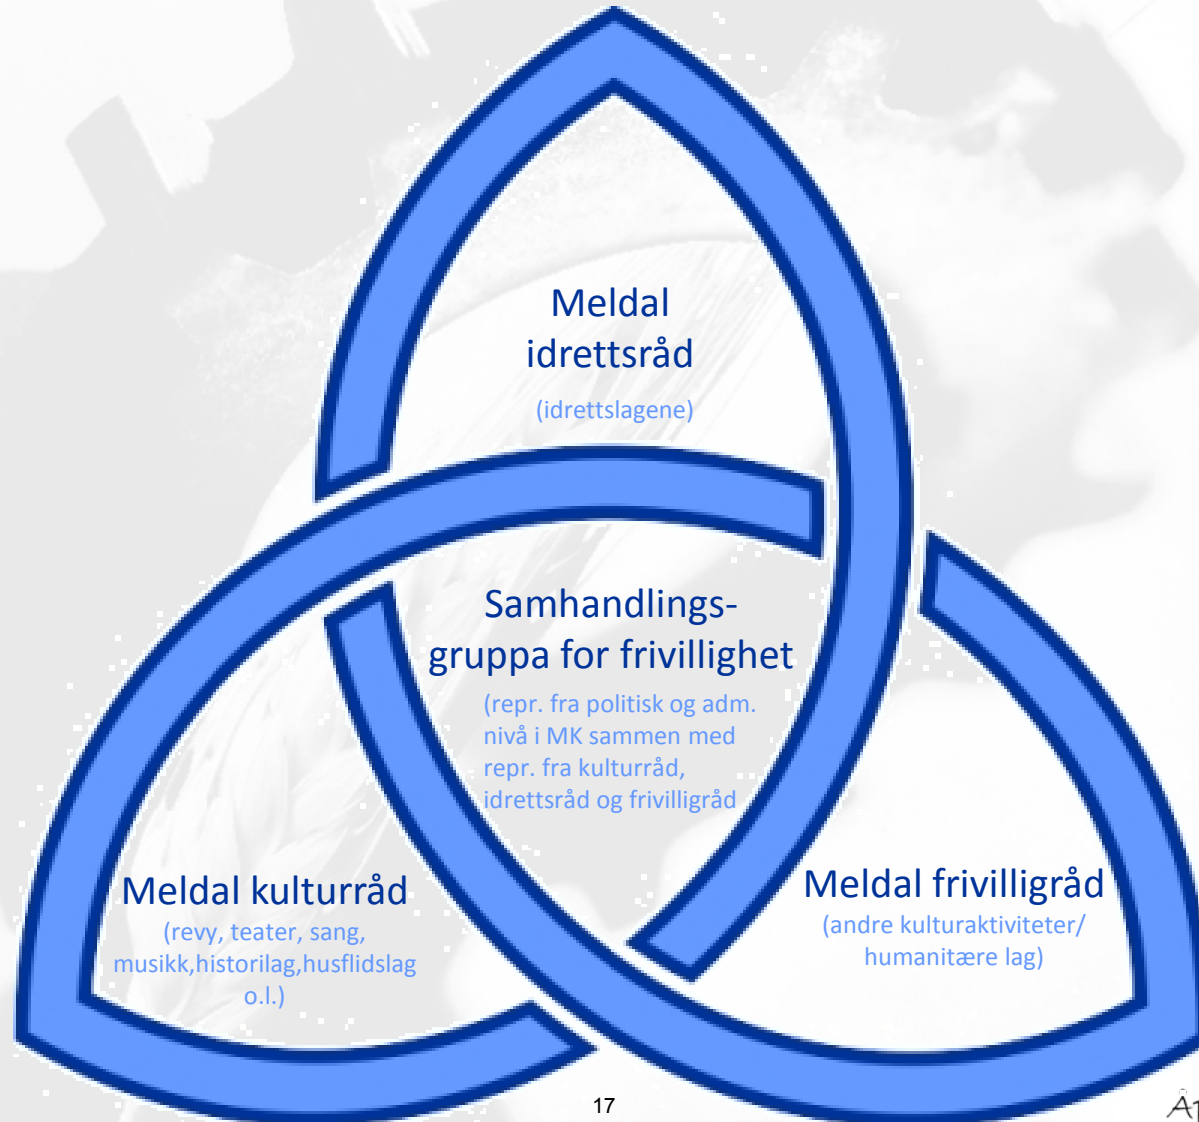 Meldal
idrettsråd
(idrettslagene)
Samhandlings-
gruppa for frivillighet
(repr. fra politisk og adm.
nivå i MK sammen med
repr. fra kulturråd,
idrettsråd og frivilligråd
Meldal kulturråd
(revy, teater, sang,
musikk,historilag,husflidslag
o.l.)
Meldal frivilligråd
(andre kulturaktiviteter/
humanitære lag)
17